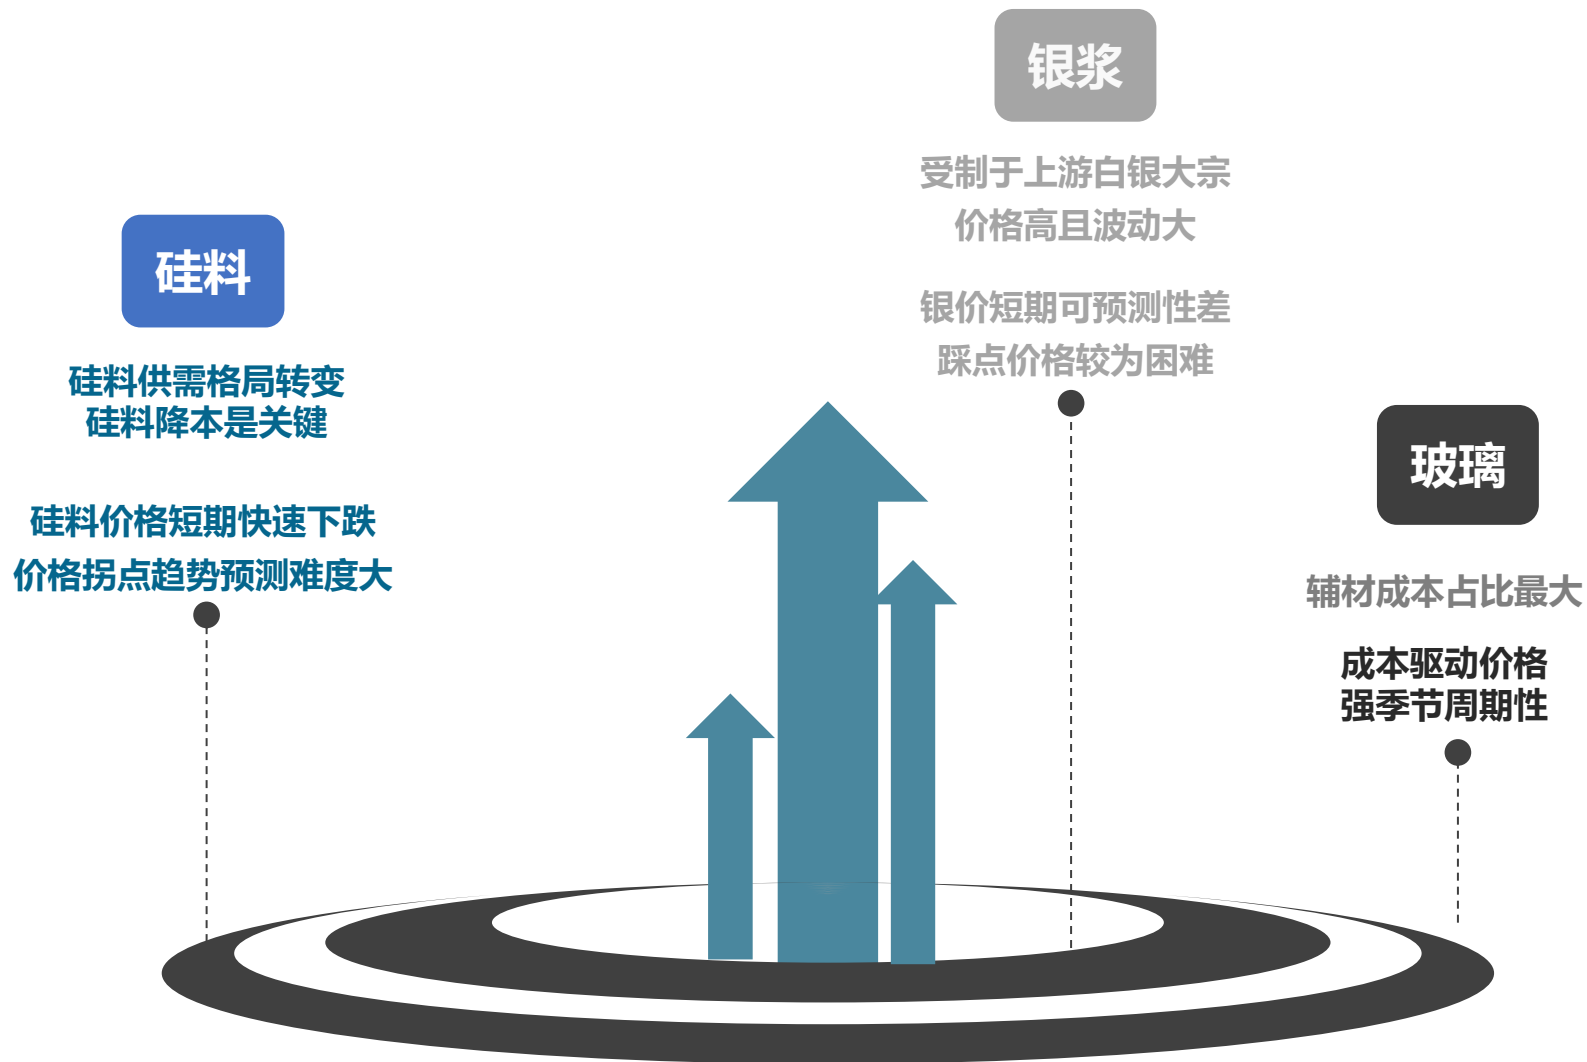 硅料
硅料供需格局转变
硅料降本是关键
硅料价格短期快速下跌
价格拐点趋势预测难度大
银浆
受制于上游白银大宗
价格高且波动大
银价短期可预测性差
踩点价格较为困难
玻璃
辅材成本占比最大
成本驱动价格
强季节周期性